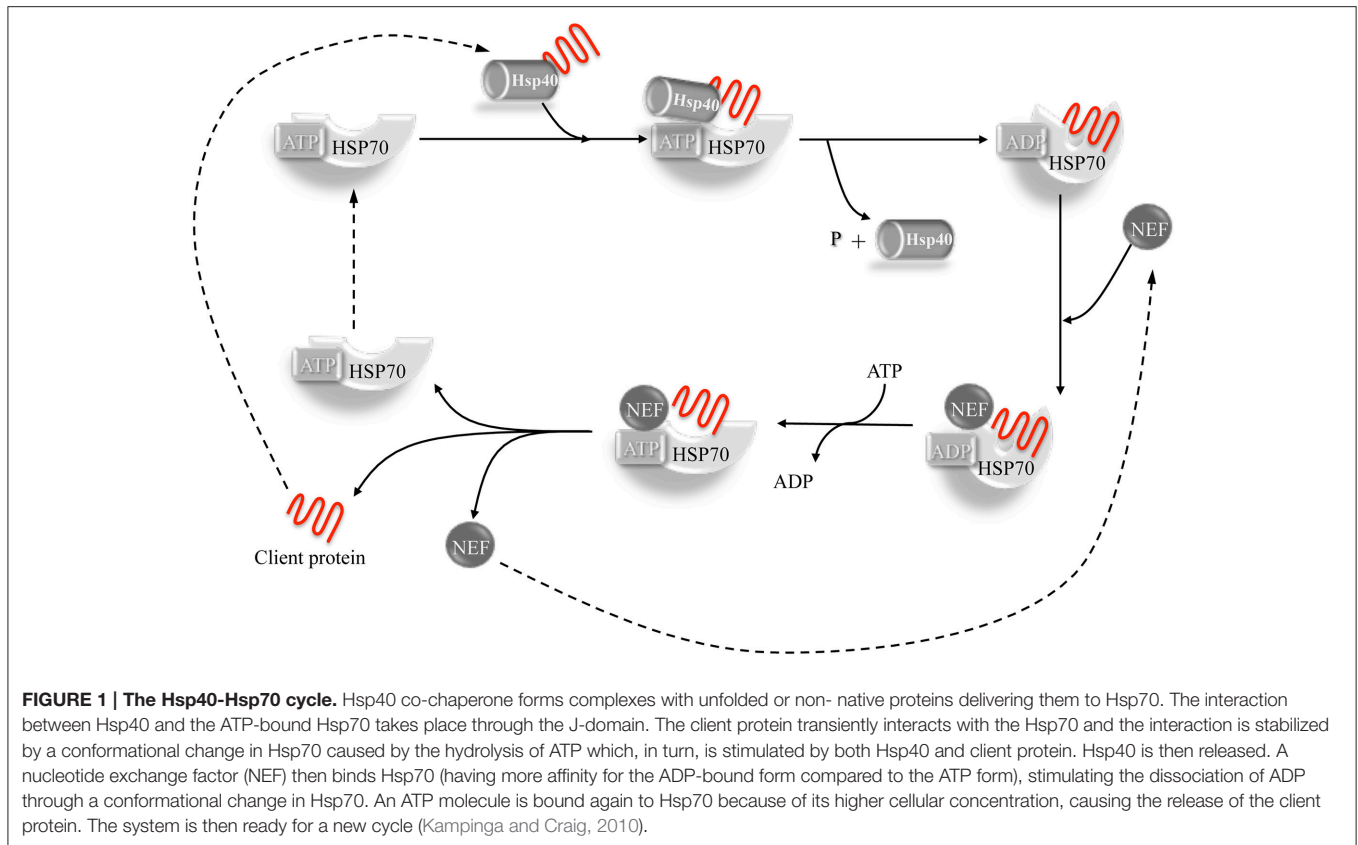 Hsp40
ATP HSP70
Hsp40
ATP HSP70
ADP
HSP70
P + Hsp40
NEF
ATP HSP70
ATP
NEF
ADP HSP70
ADP
NEF
ATP HSP70
Client protein
NEF
FIGURE 1 | The Hsp40-Hsp70 cycle. Hsp40 co-chaperone forms complexes with unfolded or non- native proteins delivering them to Hsp70. The interaction
between Hsp40 and the ATP-bound Hsp70 takes place through the J-domain. The client protein transiently interacts with the Hsp70 and the interaction is stabilized
by a conformational change in Hsp70 caused by the hydrolysis of ATP which, in turn, is stimulated by both Hsp40 and client protein. Hsp40 is then released. A
nucleotide exchange factor (NEF) then binds Hsp70 (having more affinity for the ADP-bound form compared to the ATP form), stimulating the dissociation of ADP
through a conformational change in Hsp70. An ATP molecule is bound again to Hsp70 because of its higher cellular concentration, causing the release of the client
protein. The system is then ready for a new cycle (Kampinga and Craig, 2010).